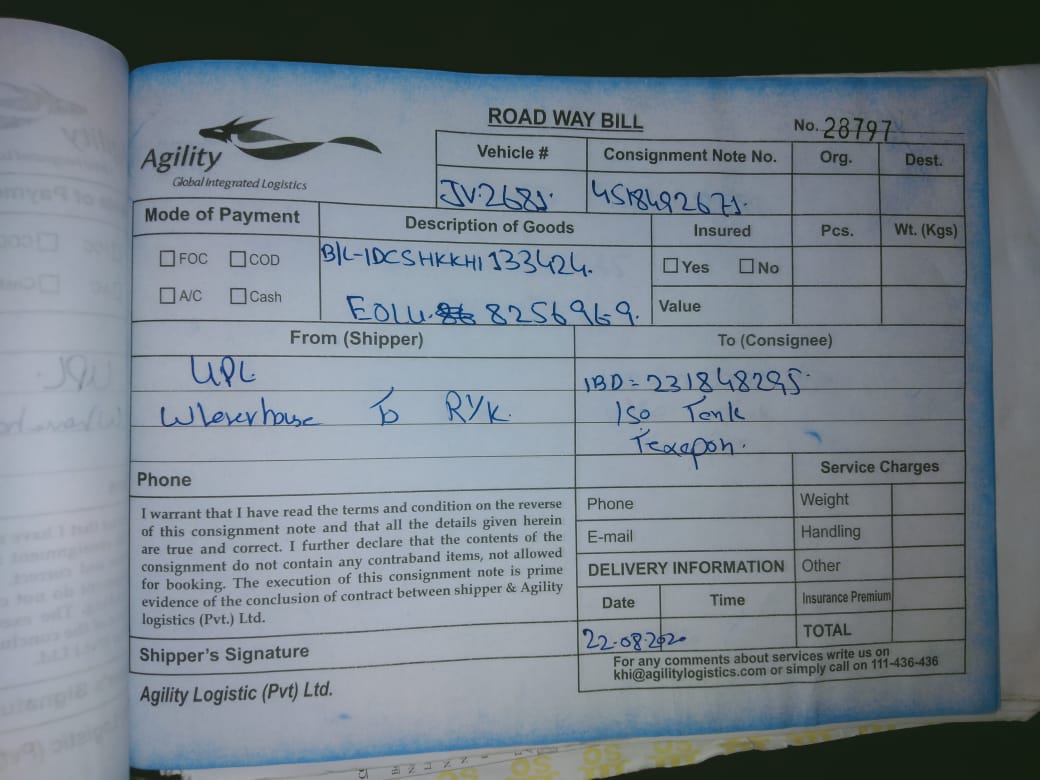 ROAD WAY BILL
No. 28797
Agility
Global Integrated Logistics
Vehicle # Consignment Note No. Org. Dest.
JV.2681. 4518492671.
Mode of Payment Description of Goods Insured Pcs. Wt. (Kgs)
FOC COD B/L-IDCSHKKHI133424. Yes No
A/C Cash EOLU. 8256969. Value
From (Shipper) To (Consignee)
UPL IBD = 231848295.
To RYK. Iso Tank
Texapon.
Phone Service Charges
I warrant that I have read the terms and condition on the reverse
of this consignment note and that all the details given herein
are true and correct. I further declare that the contents of the
consignment do not contain any contraband items, not allowed
for booking. The execution of this consignment note is prime
evidence of the conclusion of contract between shipper & Agility
logistics (Pvt.) Ltd.
Phone Weight
E-mail Handling
DELIVERY INFORMATION Other
Date Time Insurance Premium
22-08-2020 TOTAL
Shipper's Signature
For any comments about services write us on
khi@agilitylogistics.com or simply call on 111-436-436
Agility Logistic (Pvt) Ltd.